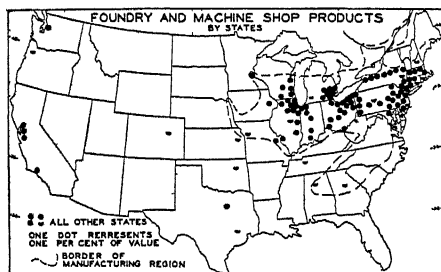 FOUNDRY AND MACHINE SHOP PRODUCTS
BY STATES
ALL OTHER STATES
ONE DOT RERRESENTS
ONE PER CENT OF VALUE
BORDER OF
MANUFACTURING REGION